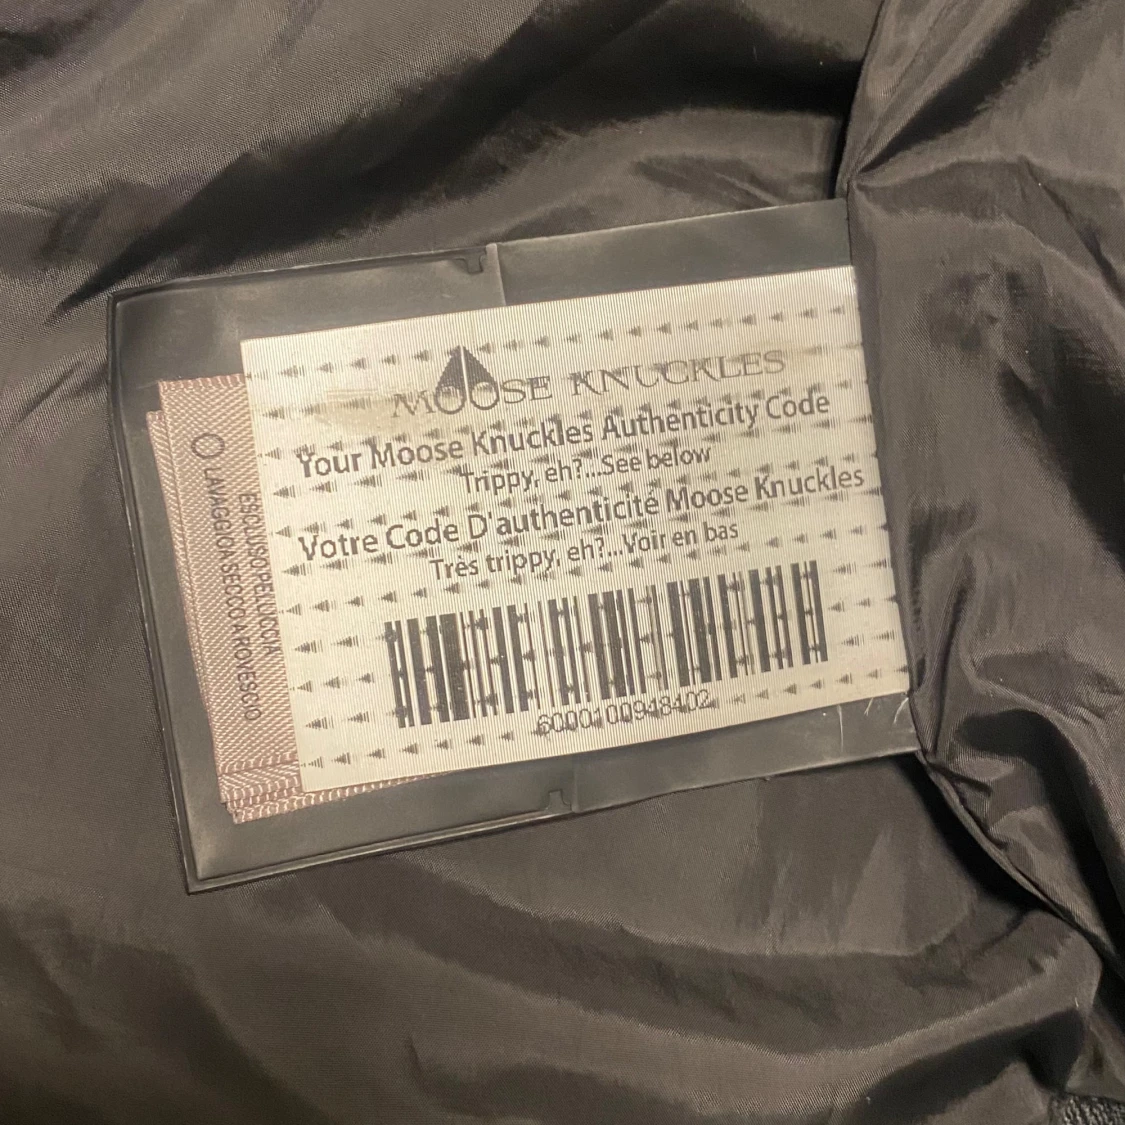 MOOSE KNUCKLES
Your Moose Knuckles Authenticity Code
Trippy, eh?...See below
Votre Code D'authenticité Moose Knuckles
Très trippy, eh?...Voir en bas
6000100948402
ESCLUSO PELLICCIA
LAVAGGIO A SECCO A ROVESCIO